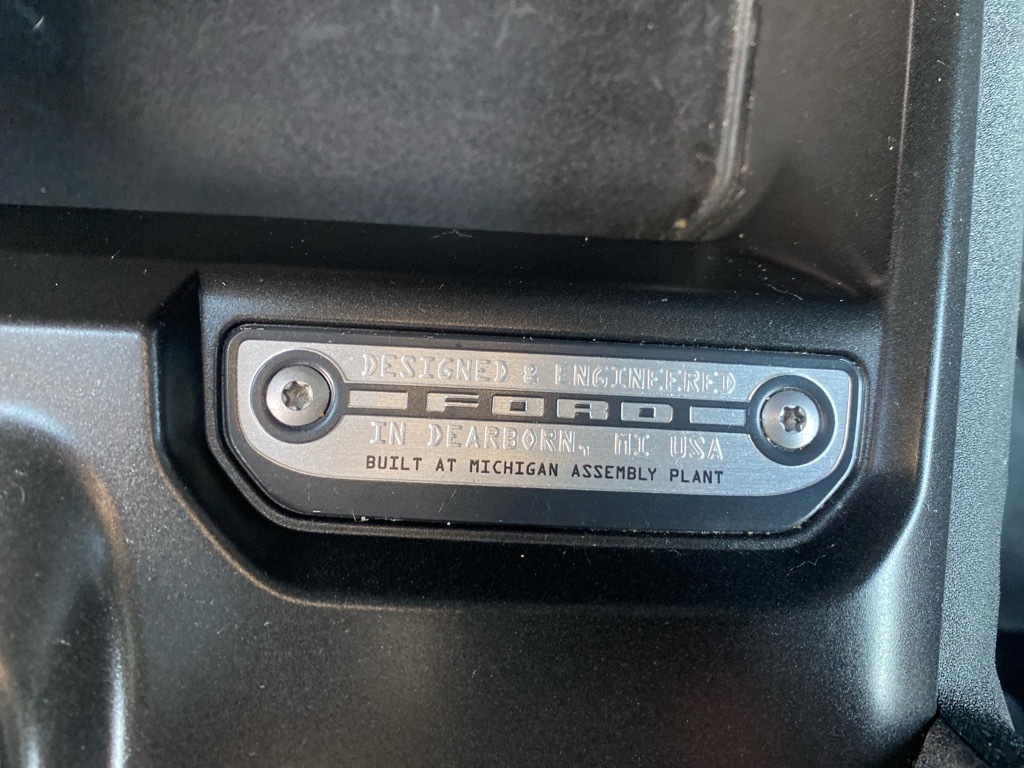 DESIGNED & ENGINEERED
FORD
IN DEARBORN, MI USA
BUILT AT MICHIGAN ASSEMBLY PLANT